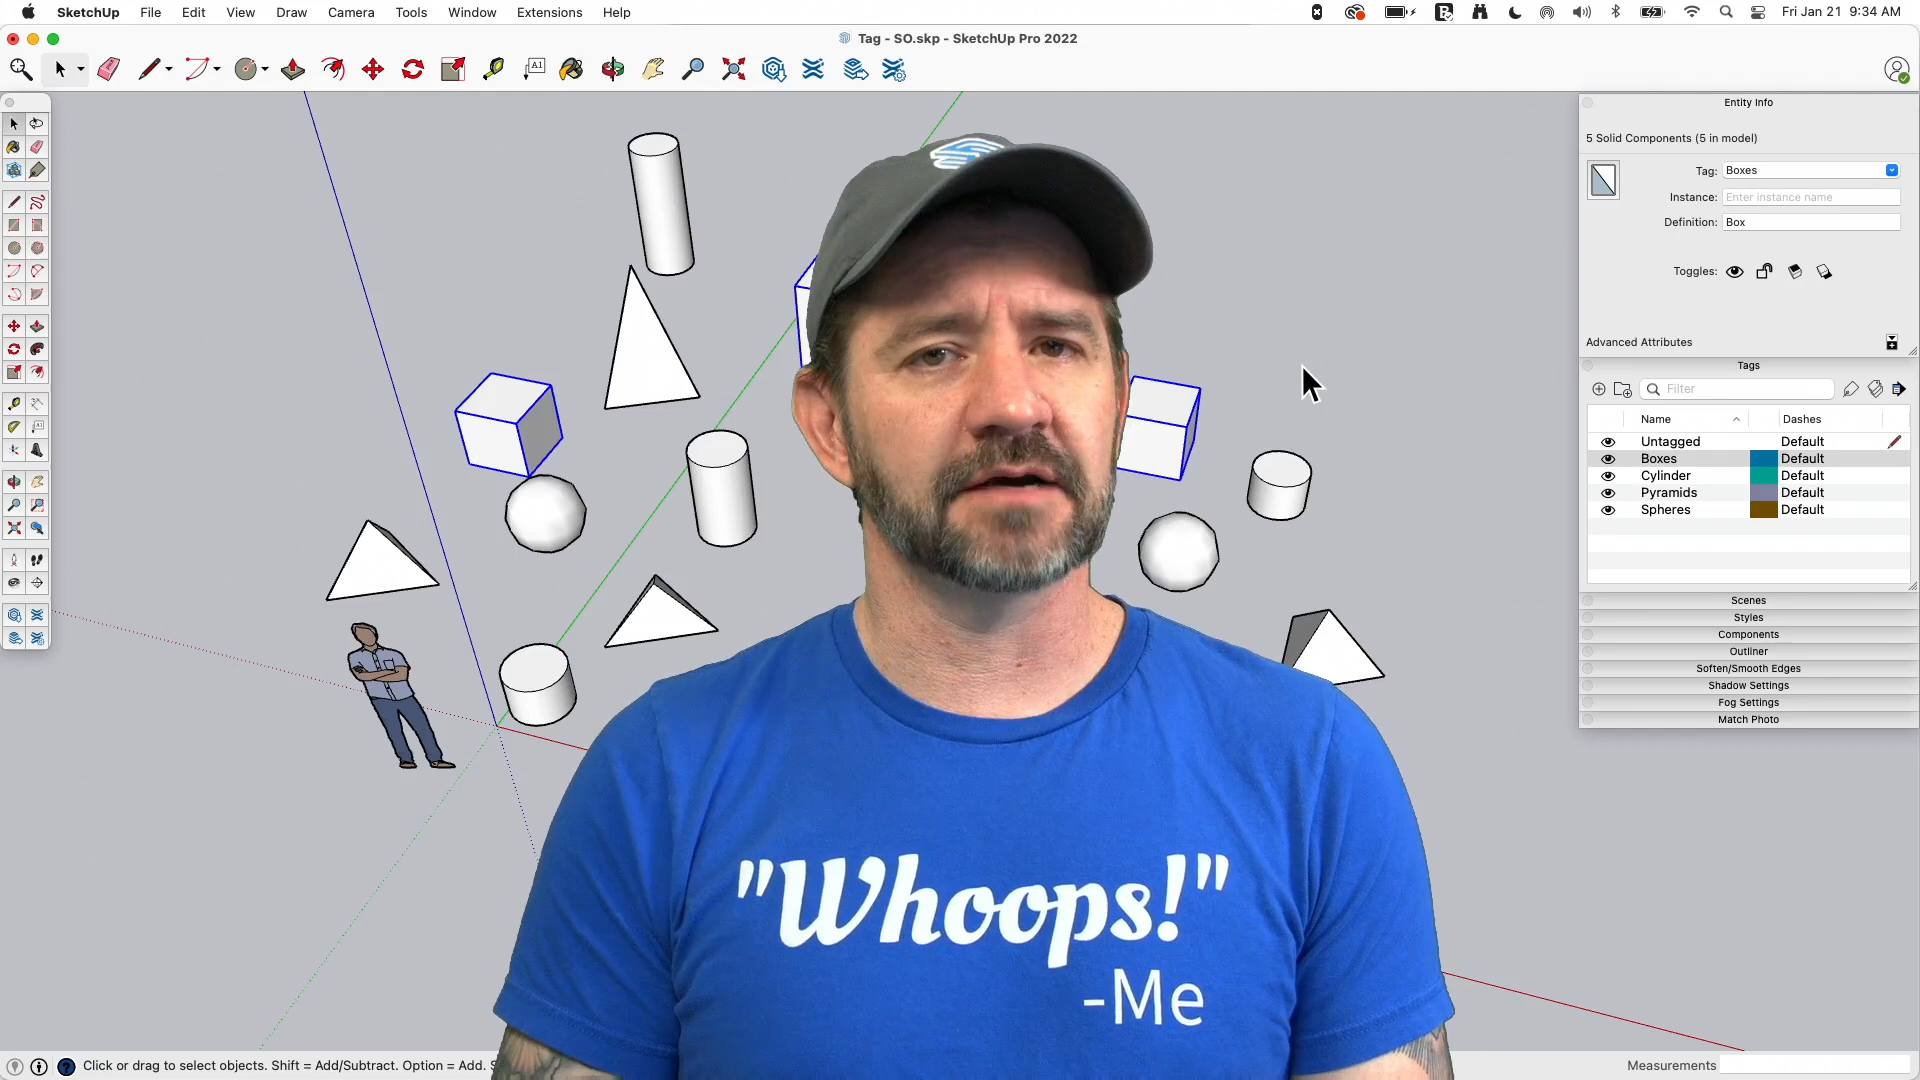 SketchUp File Edit View Draw Camera Tools Window Extensions Help Fri Jan 21 9:34 AM
Tag - SO.skp - SketchUp Pro 2022
A1
Entity Info
5 Solid Components (5 in model)
Tag: Boxes
Instance: Enter instance name
Definition: Box
Toggles:
Advanced Attributes
Tags
Filter
Name Dashes
Untagged Default
Boxes Default
Cylinder Default
Pyramids Default
Spheres Default
Scenes
Styles
Components
Outliner
Soften/Smooth Edges
Shadow Settings
Fog Settings
Match Photo
"Whoops!"
-Me
Click or drag to select objects. Shift = Add/Subtract. Option = Add. S
Measurements